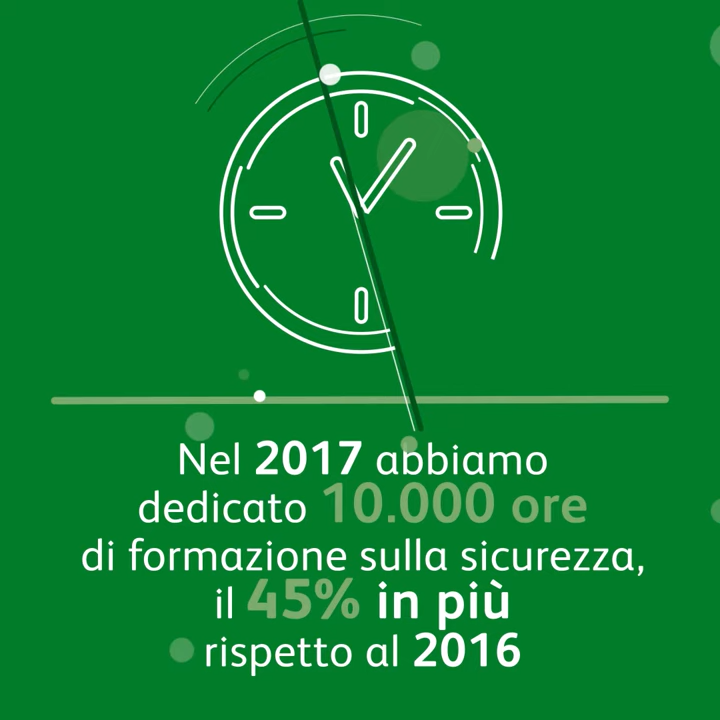 Nel 2017 abbiamo
dedicato 10.000 ore
di formazione sulla sicurezza,
il 45% in più
rispetto al 2016